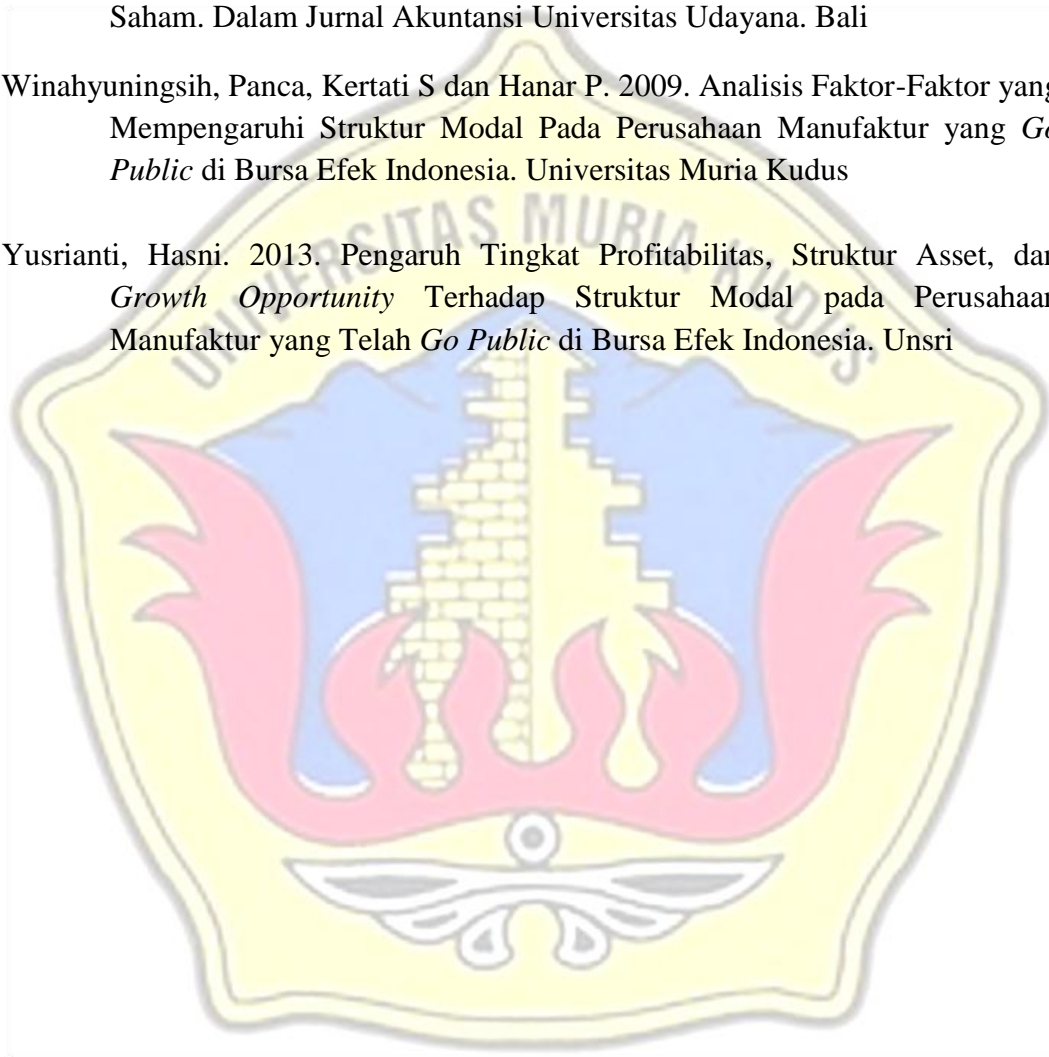 Saham. Dalam Jurnal Akuntansi Universitas Udayana. Bali
Winahyuningsih, Panca, Kertati S dan Hanar P. 2009. Analisis Faktor-Faktor yang
Mempengaruhi Struktur Modal Pada Perusahaan Manufaktur yang Go
Public di Bursa Efek Indonesia. Universitas Muria Kudus
Yusrianti, Hasni. 2013. Pengaruh Tingkat Profitabilitas, Struktur Asset, dan
Growth Opportunity Terhadap Struktur Modal pada Perusahaan
Manufaktur yang Telah Go Public di Bursa Efek Indonesia. Unsri
UNIVERSITAS MURIA KUDUS